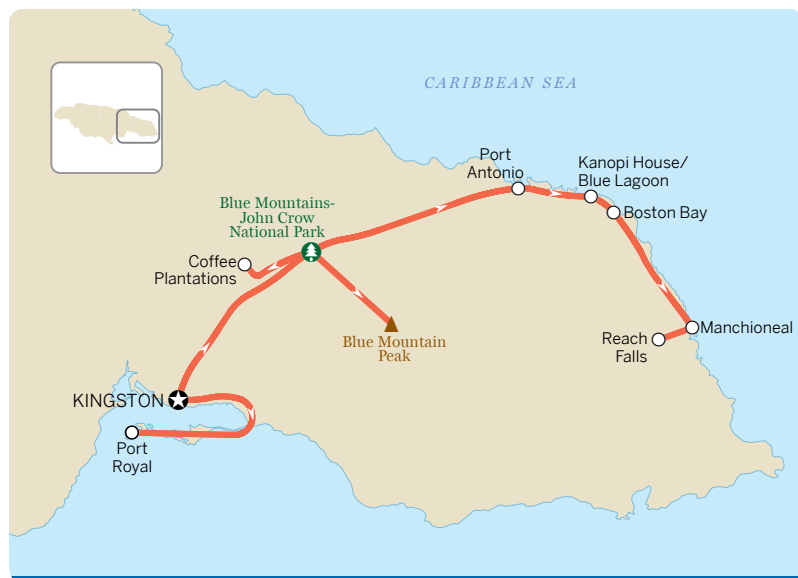 CARIBBEAN SEA
Port
Antonio
Kanopi House/
Blue Lagoon
Boston Bay
Blue Mountains-
John Crow
National Park
Coffee
Plantations
Blue Mountain
Peak
Manchioneal
Reach
Falls
KINGSTON
Port
Royal